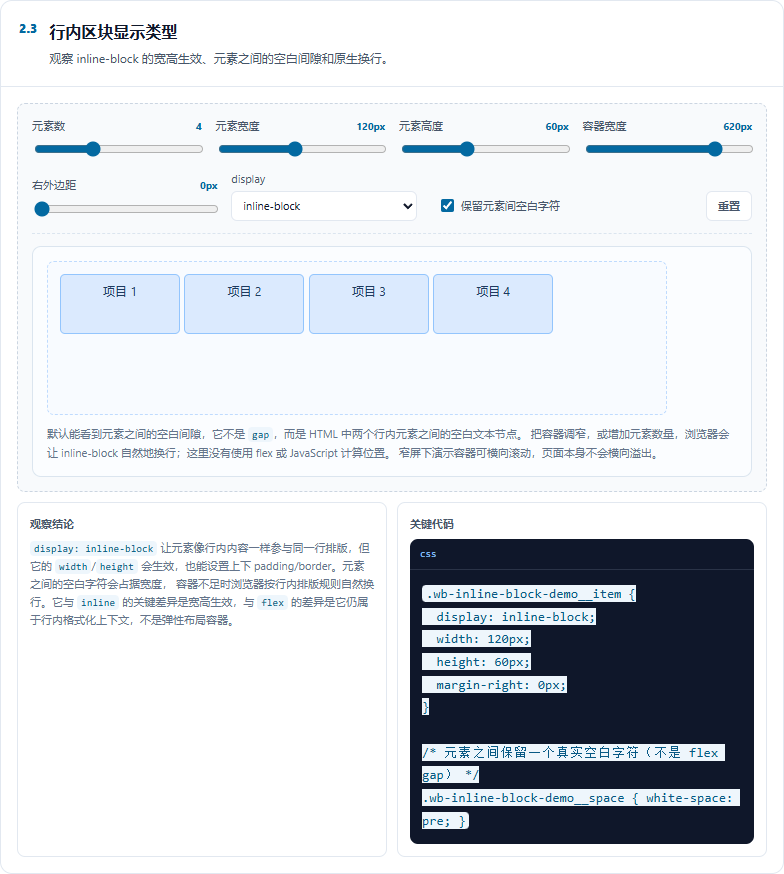 2.3 行内区块显示类型
观察 inline-block 的宽高生效、元素之间的空白间隙和原生换行。
元素数 4 元素宽度 120px 元素高度 60px 容器宽度 620px
右外边距 0px display
inline-block 保留元素间空白字符 重置
项目 1 项目 2 项目 3 项目 4
默认能看到元素之间的空白间隙，它不是 gap ，而是 HTML 中两个行内元素之间的空白文本节点。 把容器调窄，或增加元素数量，浏览器会
让 inline-block 自然地换行；这里没有使用 flex 或 JavaScript 计算位置。 窄屏下演示容器可横向滚动，页面本身不会横向溢出。
观察结论
display: inline-block 让元素像行内内容一样参与同一行排版，但
它的 width / height 会生效，也能设置上下 padding/border。元素
之间的空白字符会占据宽度， 容器不足时浏览器按行内排版规则自然换
行。它与 inline 的关键差异是宽高生效，与 flex 的差异是它仍属
于行内格式化上下文，不是弹性布局容器。
关键代码
css
.wb-inline-block-demo__item {
  display: inline-block;
  width: 120px;
  height: 60px;
  margin-right: 0px;
}
/* 元素之间保留一个真实空白字符（不是 flex
gap） */
.wb-inline-block-demo__space { white-space:
pre; }